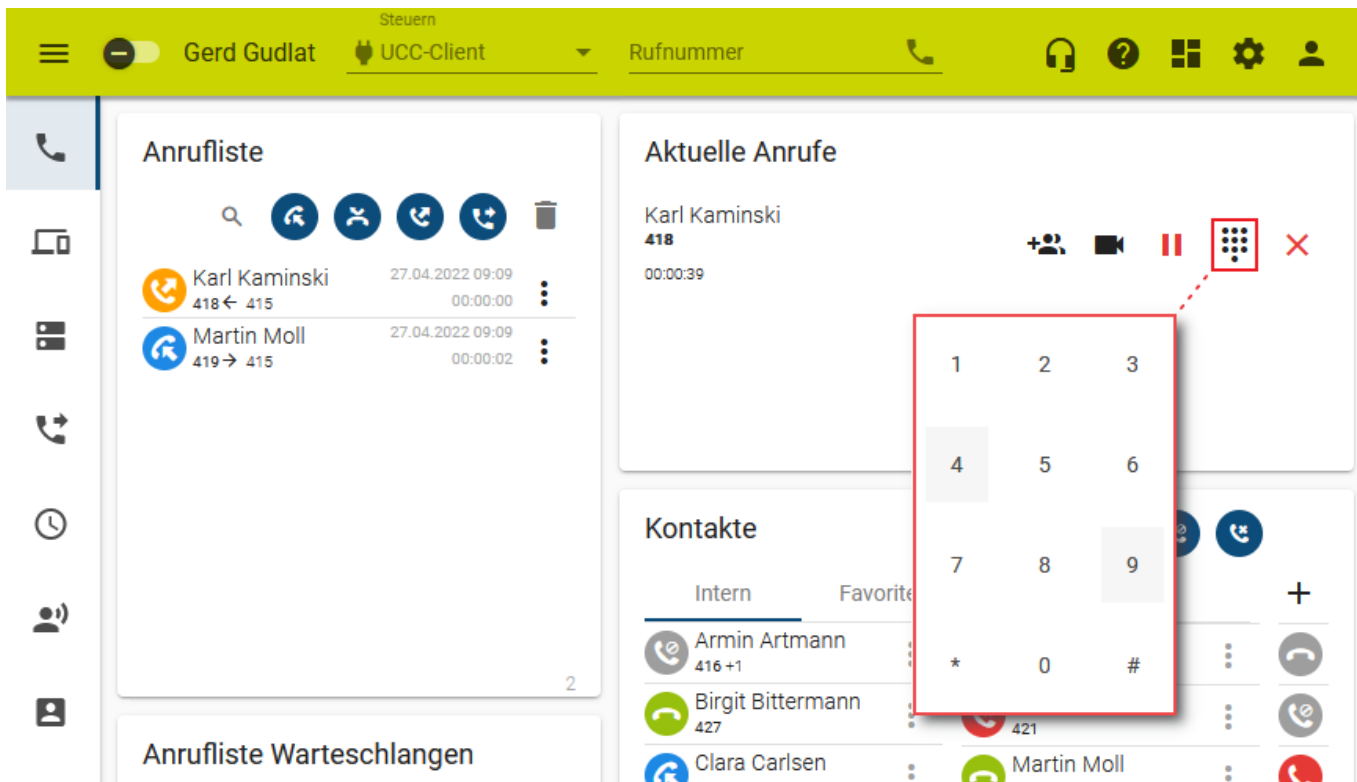 Steuern
Gerd Gudlat
UCC-Client
Rufnummer
Anrufliste
Karl Kaminski
27.04.2022 09:09
418 ← 415
00:00:00
Martin Moll
27.04.2022 09:09
419 → 415
00:00:02
2
Anrufliste Warteschlangen
Aktuelle Anrufe
Karl Kaminski
418
00:00:39
1 2 3
4 5 6
7 8 9
* 0 #
Kontakte
Intern
Favorite
Armin Artmann
416 +1
Birgit Bittermann
427
421
Clara Carlsen
Martin Moll